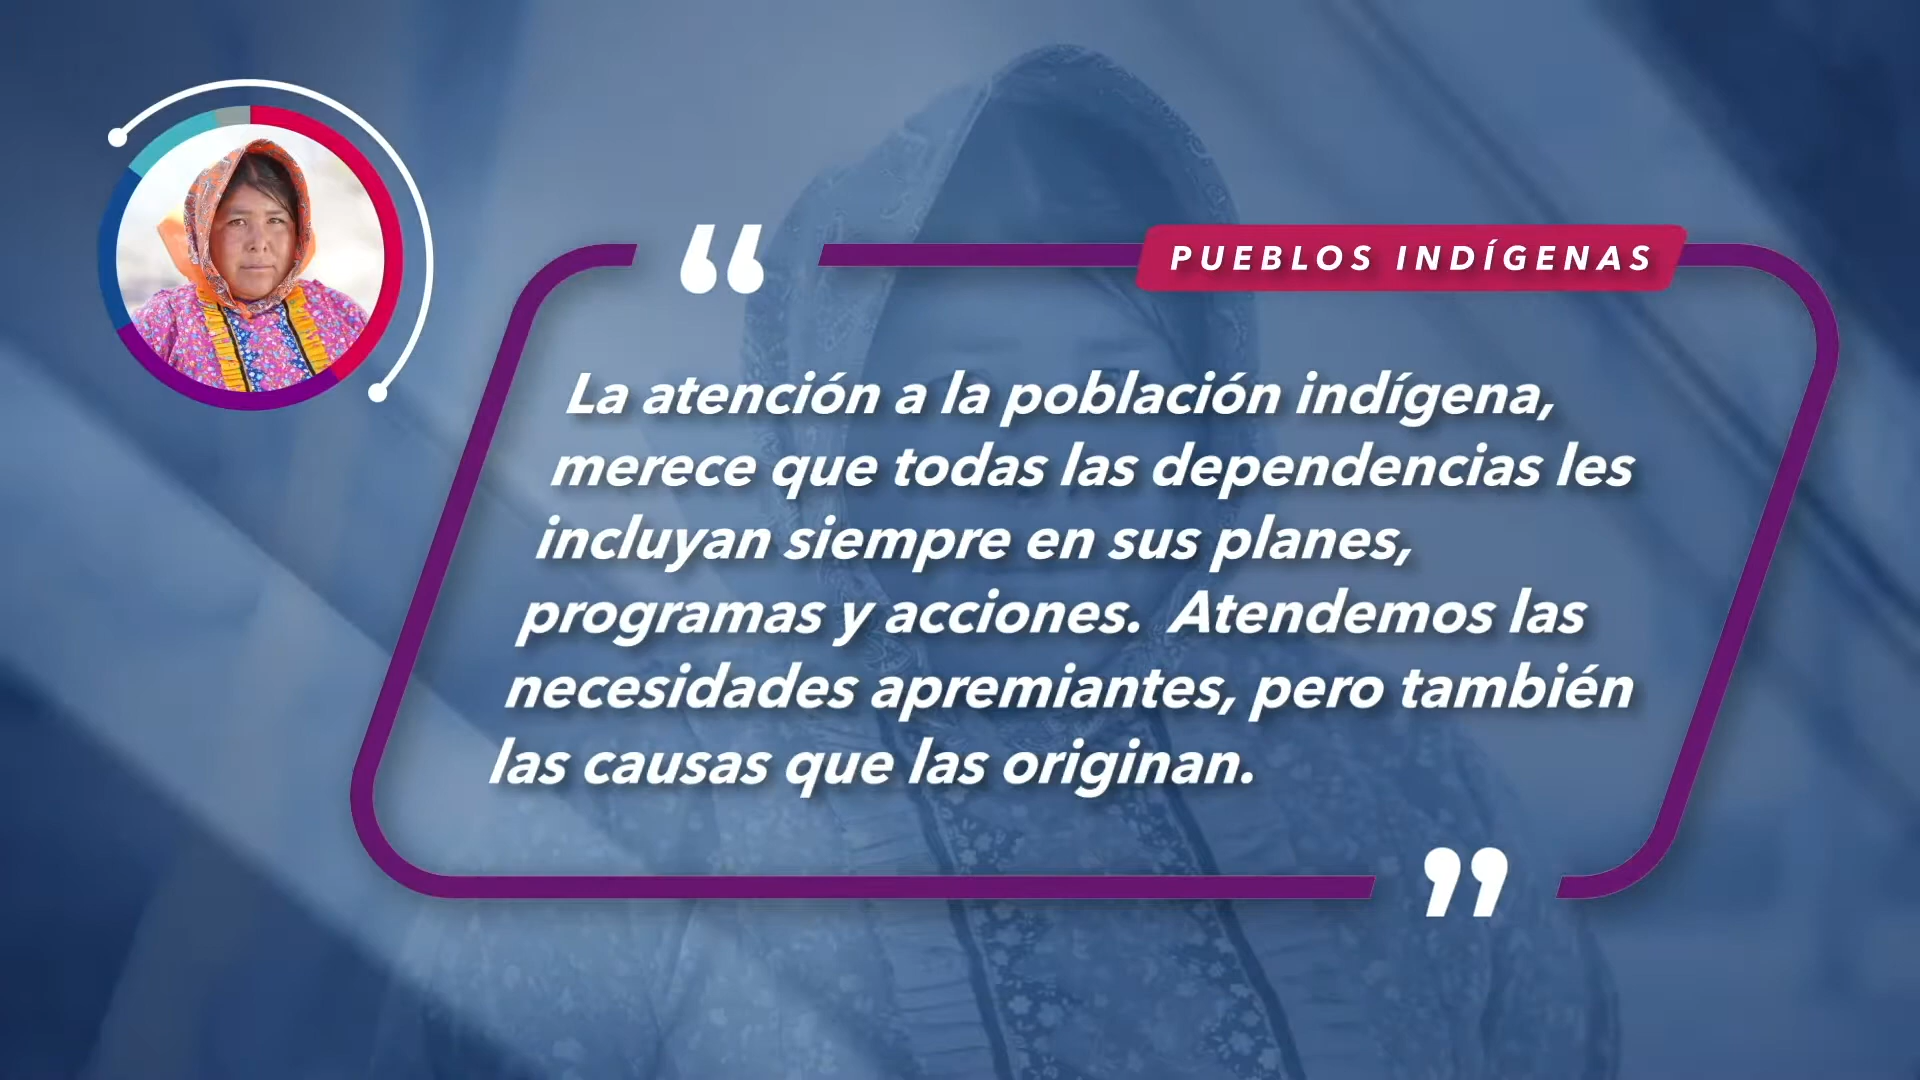 “
PUEBLOS INDÍGENAS
La atención a la población indígena,
merece que todas las dependencias les
incluyan siempre en sus planes,
programas y acciones. Atendemos las
necesidades apremiantes, pero también
las causas que las originan.
”